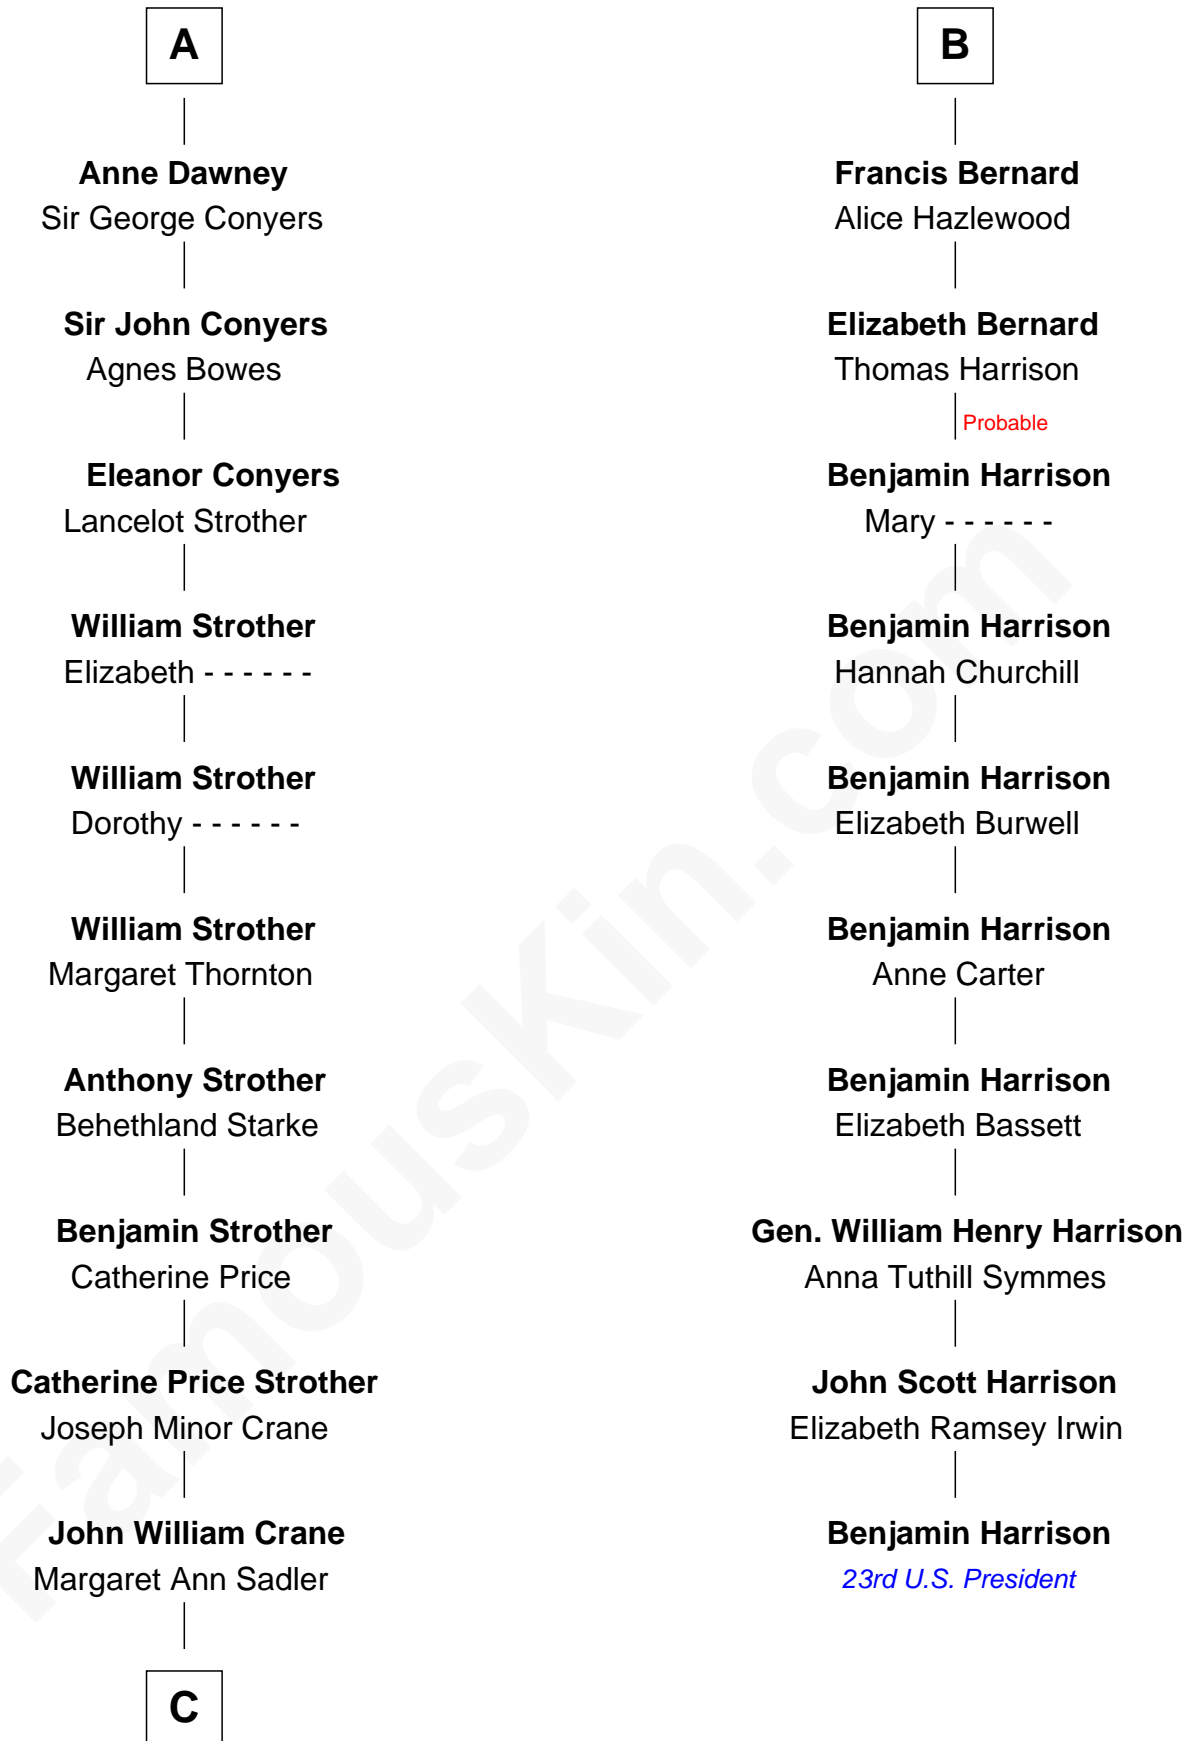 A
Anne Dawney
Sir George Conyers
Sir John Conyers
Agnes Bowes
Eleanor Conyers
Lancelot Strother
William Strother
Elizabeth - - - - - -
William Strother
Dorothy - - - - - -
William Strother
Margaret Thornton
Anthony Strother
Behethland Starke
Benjamin Strother
Catherine Price
Catherine Price Strother
Joseph Minor Crane
John William Crane
Margaret Ann Sadler
C
B
Francis Bernard
Alice Hazlewood
Elizabeth Bernard
Thomas Harrison
Probable
Benjamin Harrison
Mary - - - - - -
Benjamin Harrison
Hannah Churchill
Benjamin Harrison
Elizabeth Burwell
Benjamin Harrison
Anne Carter
Benjamin Harrison
Elizabeth Bassett
Gen. William Henry Harrison
Anna Tuthill Symmes
John Scott Harrison
Elizabeth Ramsey Irwin
Benjamin Harrison
23rd U.S. President
FamousKin.com